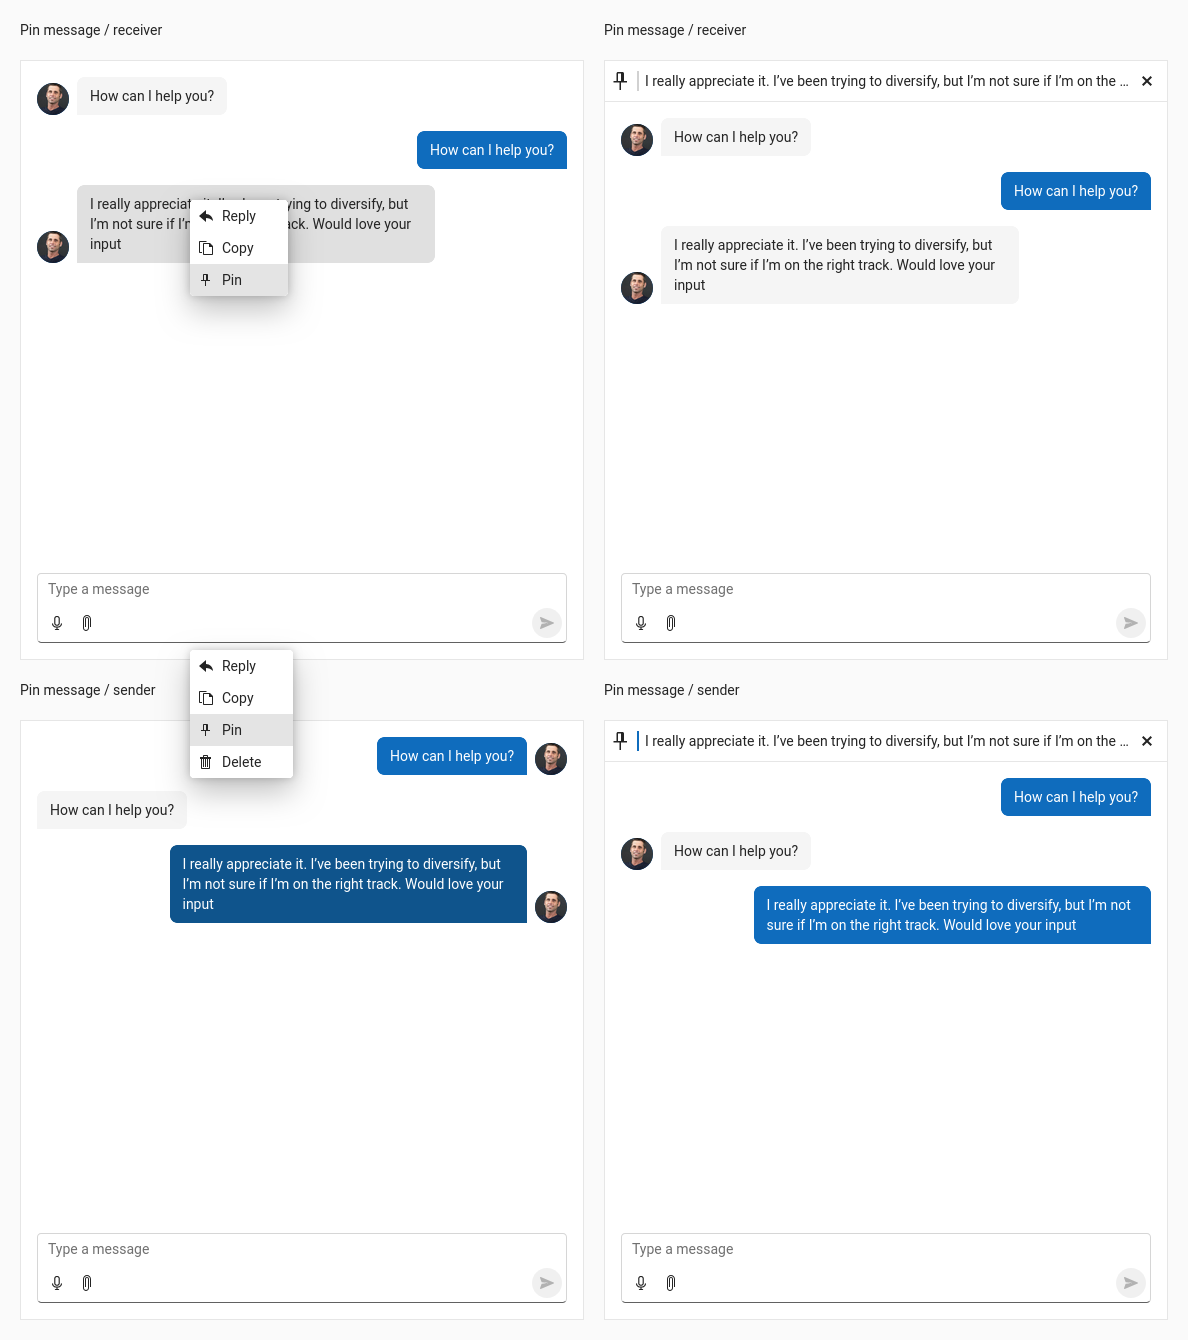 Pin message / receiver
How can I help you?
How can I help you?
I really appreciat
ying to diversify, but
I'm not sure if I'm
ack. Would love your
input
Reply
Copy
Pin
Type a message
Pin message / receiver
I really appreciate it. I've been trying to diversify, but I'm not sure if I'm on the ...
How can I help you?
How can I help you?
I really appreciate it. I've been trying to diversify, but
I'm not sure if I'm on the right track. Would love your
input
Type a message
Pin message / sender
Reply
Copy
Pin
Delete
How can I help you?
How can I help you?
I really appreciate it. I've been trying to diversify, but
I'm not sure if I'm on the right track. Would love your
input
Type a message
Pin message / sender
I really appreciate it. I've been trying to diversify, but I'm not sure if I'm on the ...
How can I help you?
How can I help you?
I really appreciate it. I've been trying to diversify, but I'm not
sure if I'm on the right track. Would love your input
Type a message